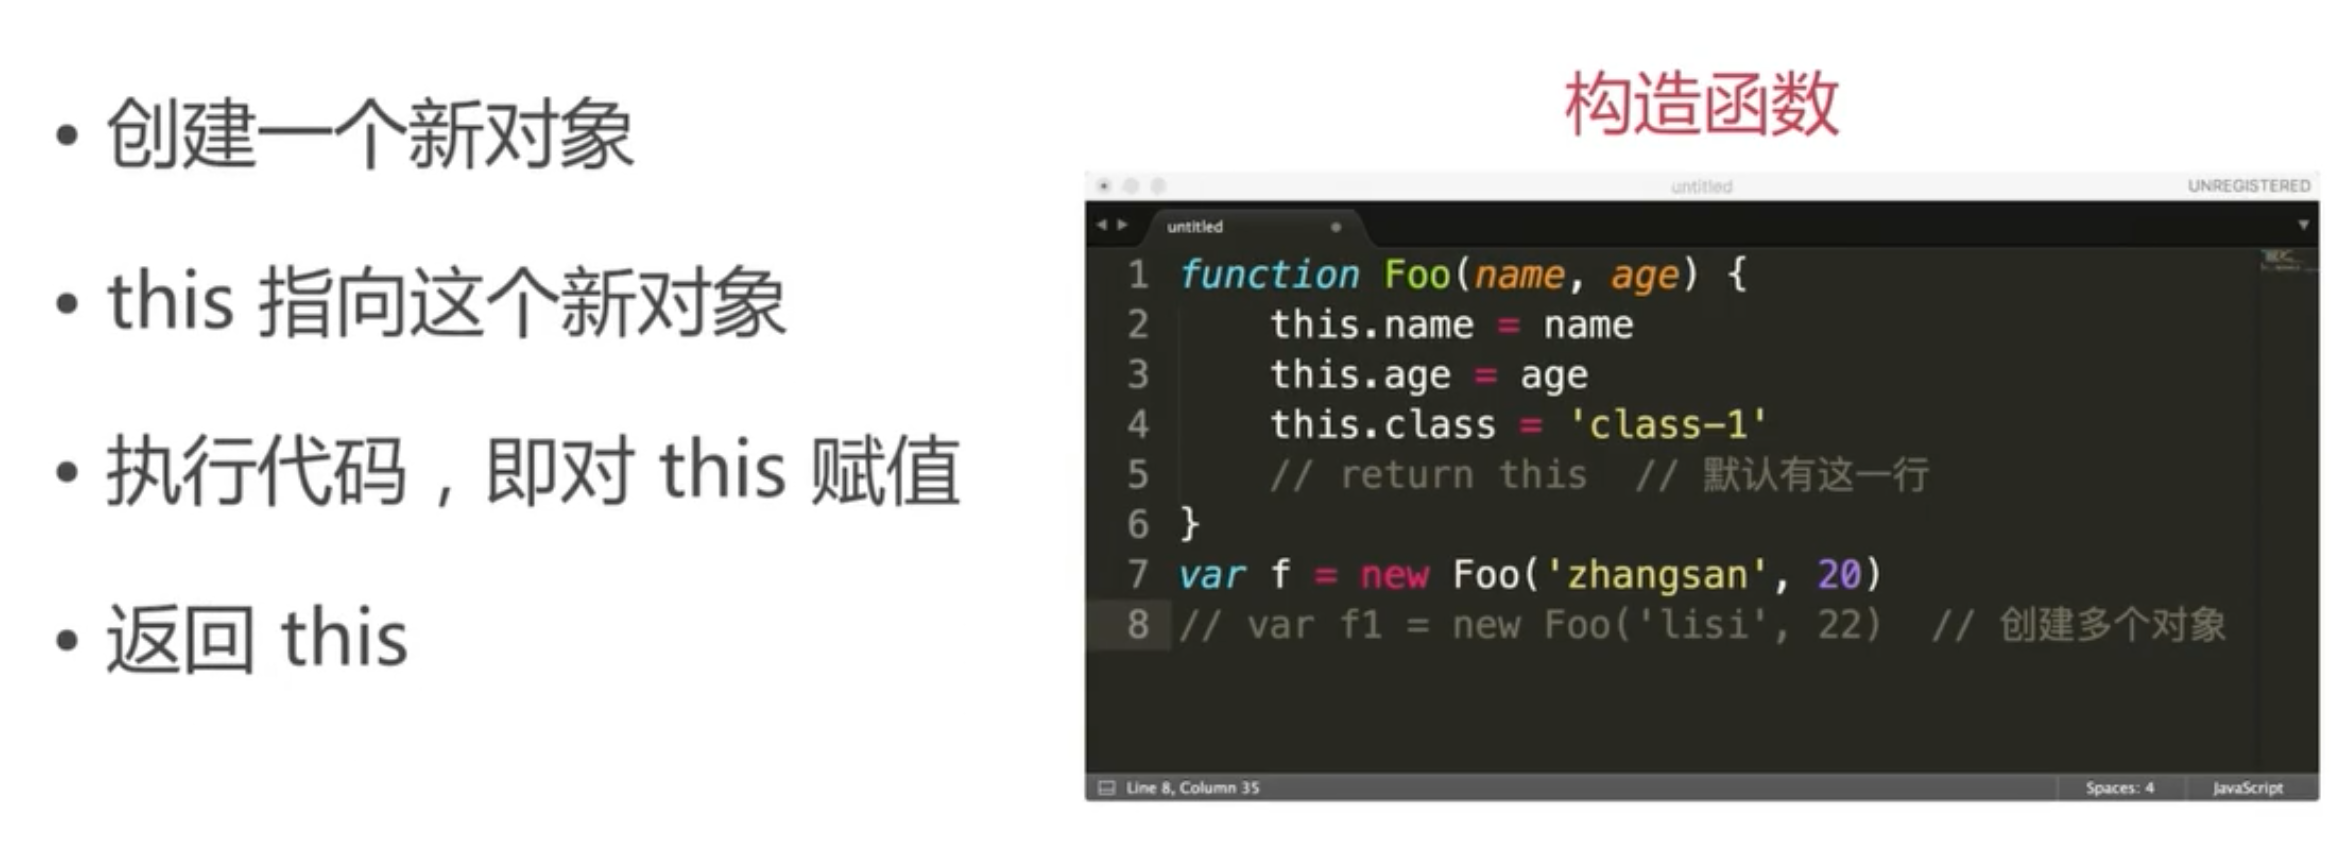 • 创建一个新对象
• this 指向这个新对象
• 执行代码，即对 this 赋值
• 返回 this
构造函数
untitled
UNREGISTERED
untitled
1 function Foo(name, age) {
2     this.name = name
3     this.age = age
4     this.class = 'class-1'
5     // return this  // 默认有这一行
6 }
7 var f = new Foo('zhangsan', 20)
8 // var f1 = new Foo('lisi', 22)  // 创建多个对象
Line 8, Column 35
Spaces: 4
JavaScript